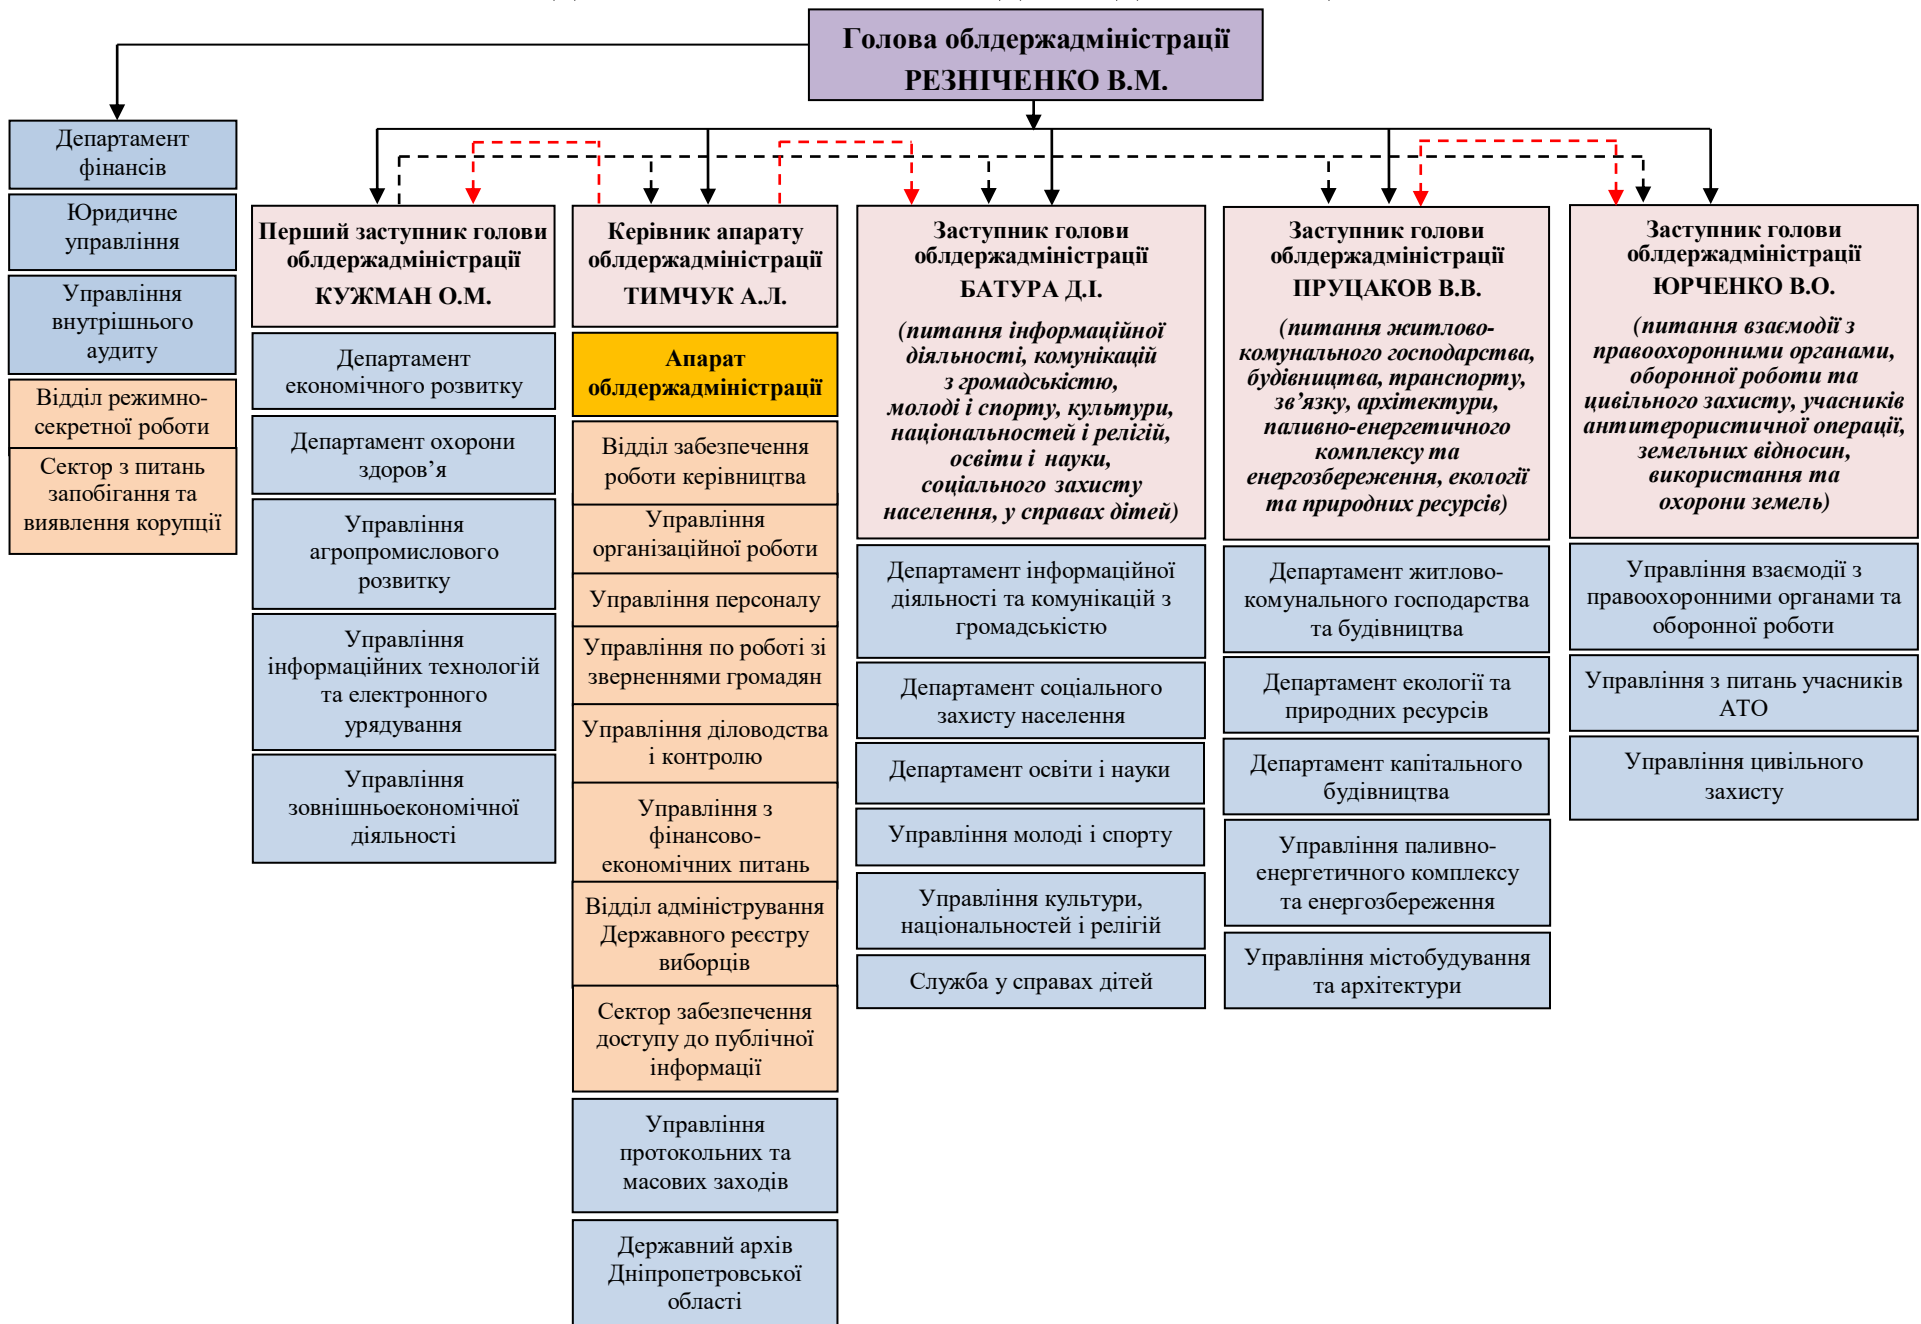 Голова облдержадміністрації
РЕЗНІЧЕНКО В.М.
Департамент
фінансів
Юридичне
управління
Управління
внутрішнього
аудиту
Відділ режимно-
секретної роботи
Сектор з питань
запобігання та
виявлення корупції
Перший заступник голови
облдержадміністрації
КУЖМАН О.М.
Департамент
економічного розвитку
Департамент охорони
здоров’я
Управління
агропромислового
розвитку
Управління
інформаційних технологій
та електронного
урядування
Управління
зовнішньоекономічної
діяльності
Керівник апарату
облдержадміністрації
ТИМЧУК А.Л.
Апарат
облдержадміністрації
Відділ забезпечення
роботи керівництва
Управління
організаційної роботи
Управління персоналу
Управління по роботі зі
зверненнями громадян
Управління діловодства
і контролю
Управління з
фінансово-
економічних питань
Відділ адміністрування
Державного реєстру
виборців
Сектор забезпечення
доступу до публічної
інформації
Управління
протокольних та
масових заходів
Державний архів
Дніпропетровської
області
Заступник голови
облдержадміністрації
БАТУРА Д.І.
(питання інформаційної
діяльності, комунікацій
з громадськістю,
молоді і спорту, культури,
національностей і релігій,
освіти і науки,
соціального захисту
населення, у справах дітей)
Департамент інформаційної
діяльності та комунікацій з
громадськістю
Департамент соціального
захисту населення
Департамент освіти і науки
Управління молоді і спорту
Управління культури,
національностей і релігій
Служба у справах дітей
Заступник голови
облдержадміністрації
ПРУЦАКОВ В.В.
(питання житлово-
комунального господарства,
будівництва, транспорту,
зв’язку, архітектури,
паливно-енергетичного
комплексу та
енергозбереження, екології
та природних ресурсів)
Департамент житлово-
комунального господарства
та будівництва
Департамент екології та
природних ресурсів
Департамент капітального
будівництва
Управління паливно-
енергетичного комплексу
та енергозбереження
Управління містобудування
та архітектури
Заступник голови
облдержадміністрації
ЮРЧЕНКО В.О.
(питання взаємодії з
правоохоронними органами,
оборонної роботи та
цивільного захисту, учасників
антитерористичної операції,
земельних відносин,
використання та
охорони земель)
Управління взаємодії з
правоохоронними органами та
оборонної роботи
Управління з питань учасників
АТО
Управління цивільного
захисту